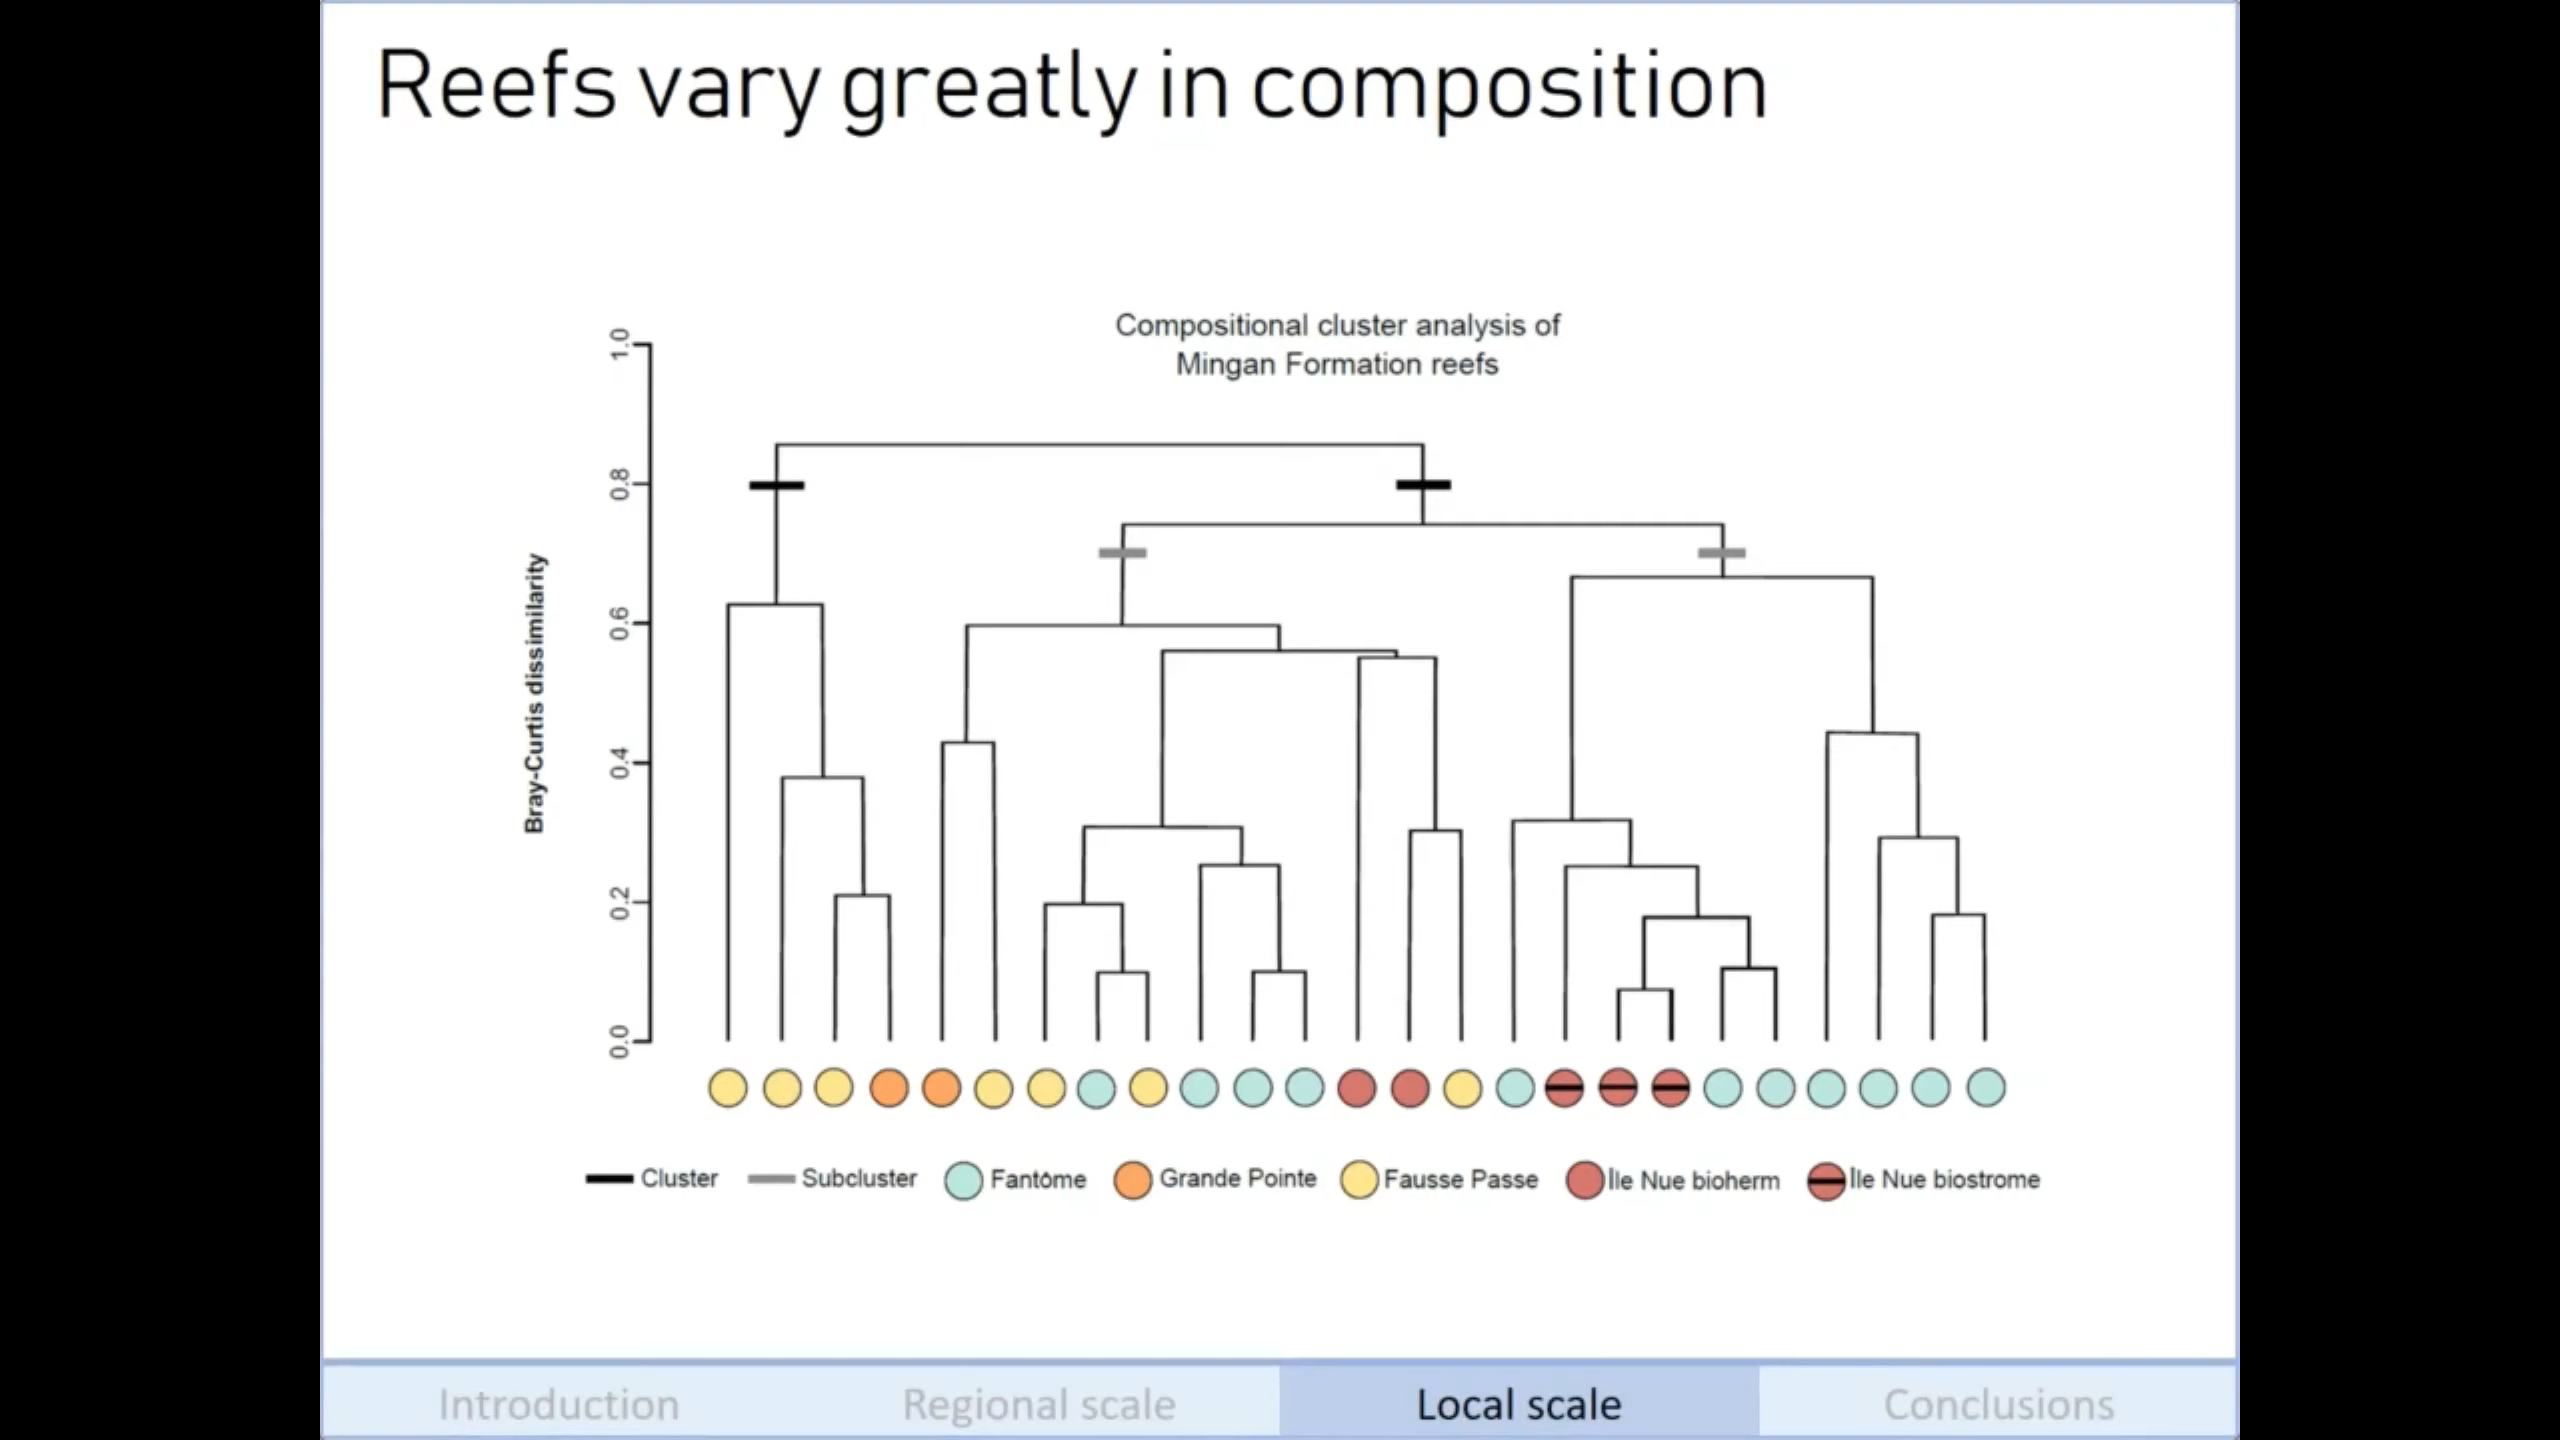 Reefs vary greatly in composition
Compositional cluster analysis of
Mingan Formation reefs
Bray-Curtis dissimilarity
1.0
0.8
0.6
0.4
0.2
0.0
Cluster
Subcluster
Fantôme
Grande Pointe
Fausse Passe
Île Nue bioherm
Île Nue biostrome
Introduction
Regional scale
Local scale
Conclusions